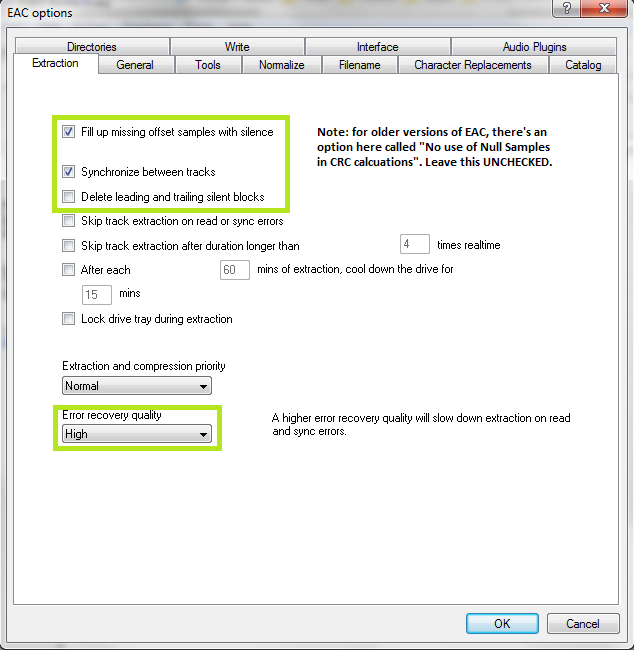 EAC options
Directories
Write
Interface
Audio Plugins
Extraction
General
Tools
Normalize
Filename
Character Replacements
Catalog
Fill up missing offset samples with silence
Note: for older versions of EAC, there's an
option here called "No use of Null Samples
in CRC calcuations". Leave this UNCHECKED.
Synchronize between tracks
Delete leading and trailing silent blocks
Skip track extraction on read or sync errors
Skip track extraction after duration longer than 4 times realtime
After each 60 mins of extraction, cool down the drive for
15 mins
Lock drive tray during extraction
Extraction and compression priority
Normal
Error recovery quality
High
A higher error recovery quality will slow down extraction on read
and sync errors.
OK
Cancel